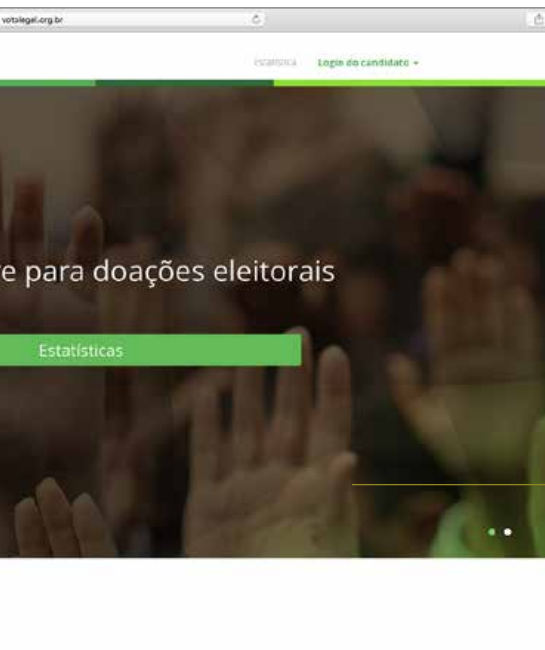 votolegal.org.br
Estatística Login do candidato
e para doações eleitorais
Estatísticas